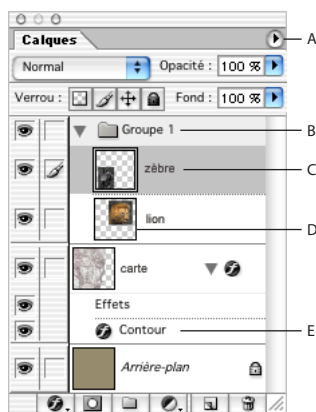 Calques
A
Normal
Opacité : 100 %
Verrou :
Fond : 100 %
Groupe 1
B
zèbre
C
lion
D
carte
Effets
Contour
E
Arrière-plan